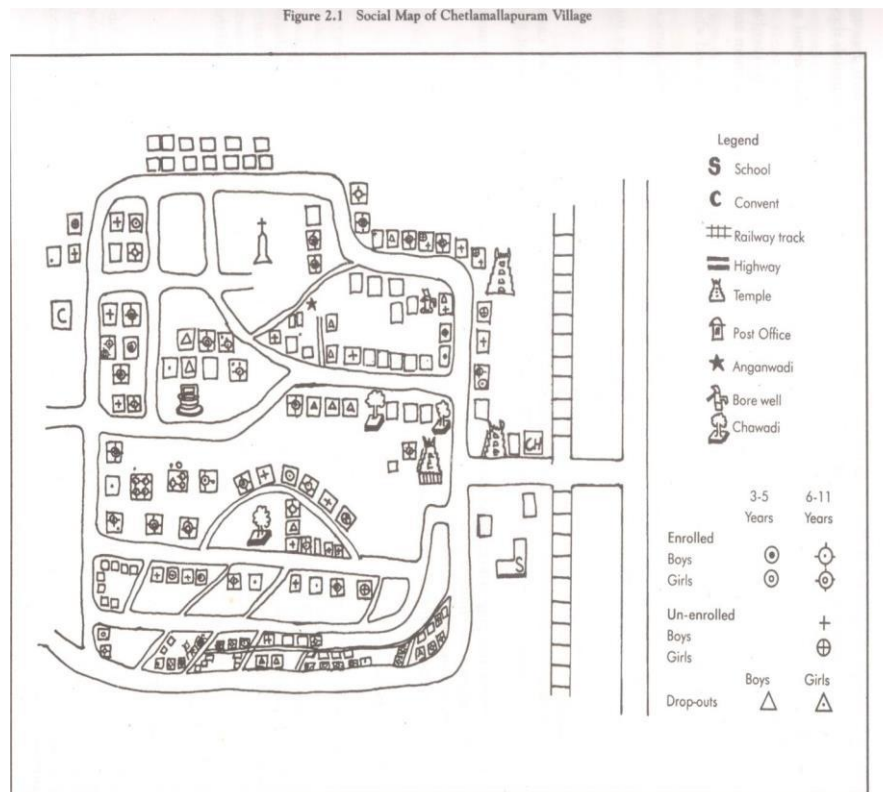 Figure 2.1 Social Map of Chetlamallapuram Village
Legend
S School
C Convent
Railway track
Highway
Temple
Post Office
Anganwadi
Bore well
Chawadi
C
CH
S
3-5 6-11
Years Years
Enrolled
Boys
Girls
Un-enrolled
Boys
Girls
Boys Girls
Drop-outs